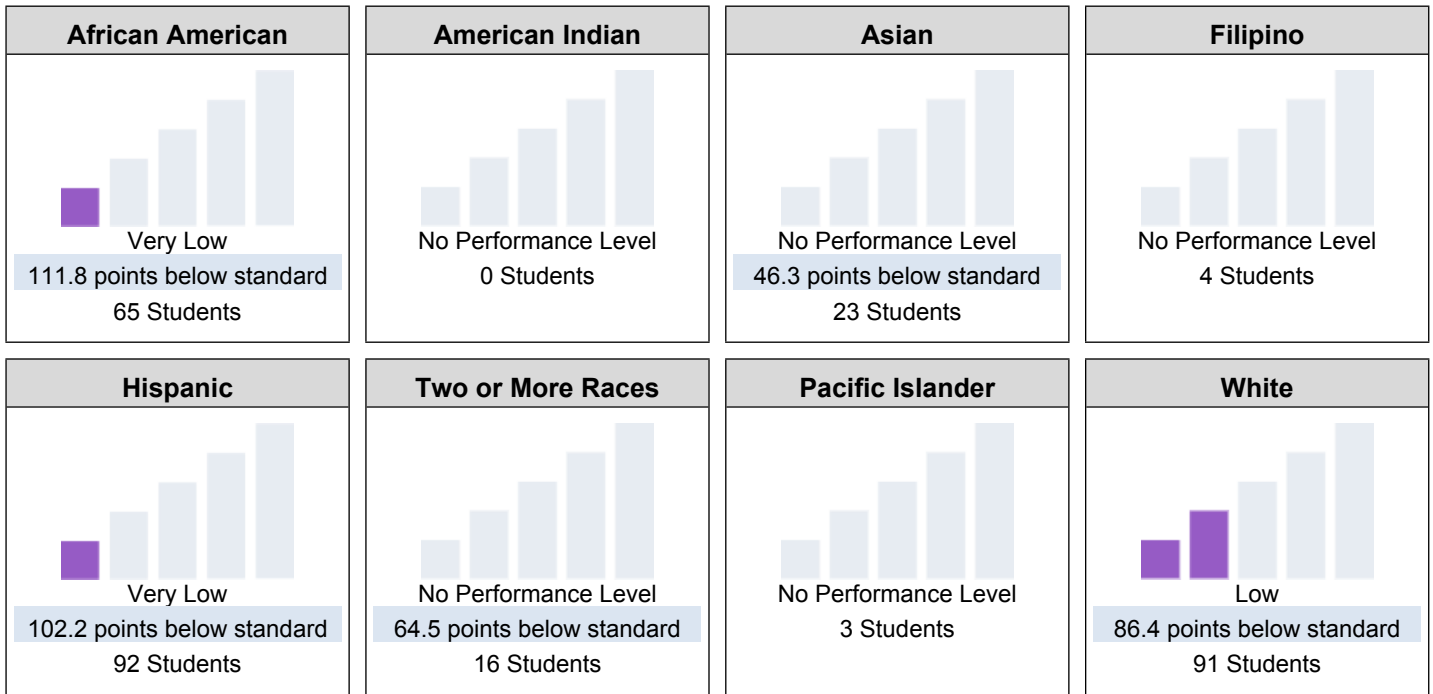 African American
Very Low
111.8 points below standard
65 Students
American Indian
No Performance Level
0 Students
Asian
No Performance Level
46.3 points below standard
23 Students
Filipino
No Performance Level
4 Students
Hispanic
Very Low
102.2 points below standard
92 Students
Two or More Races
No Performance Level
64.5 points below standard
16 Students
Pacific Islander
No Performance Level
3 Students
White
Low
86.4 points below standard
91 Students